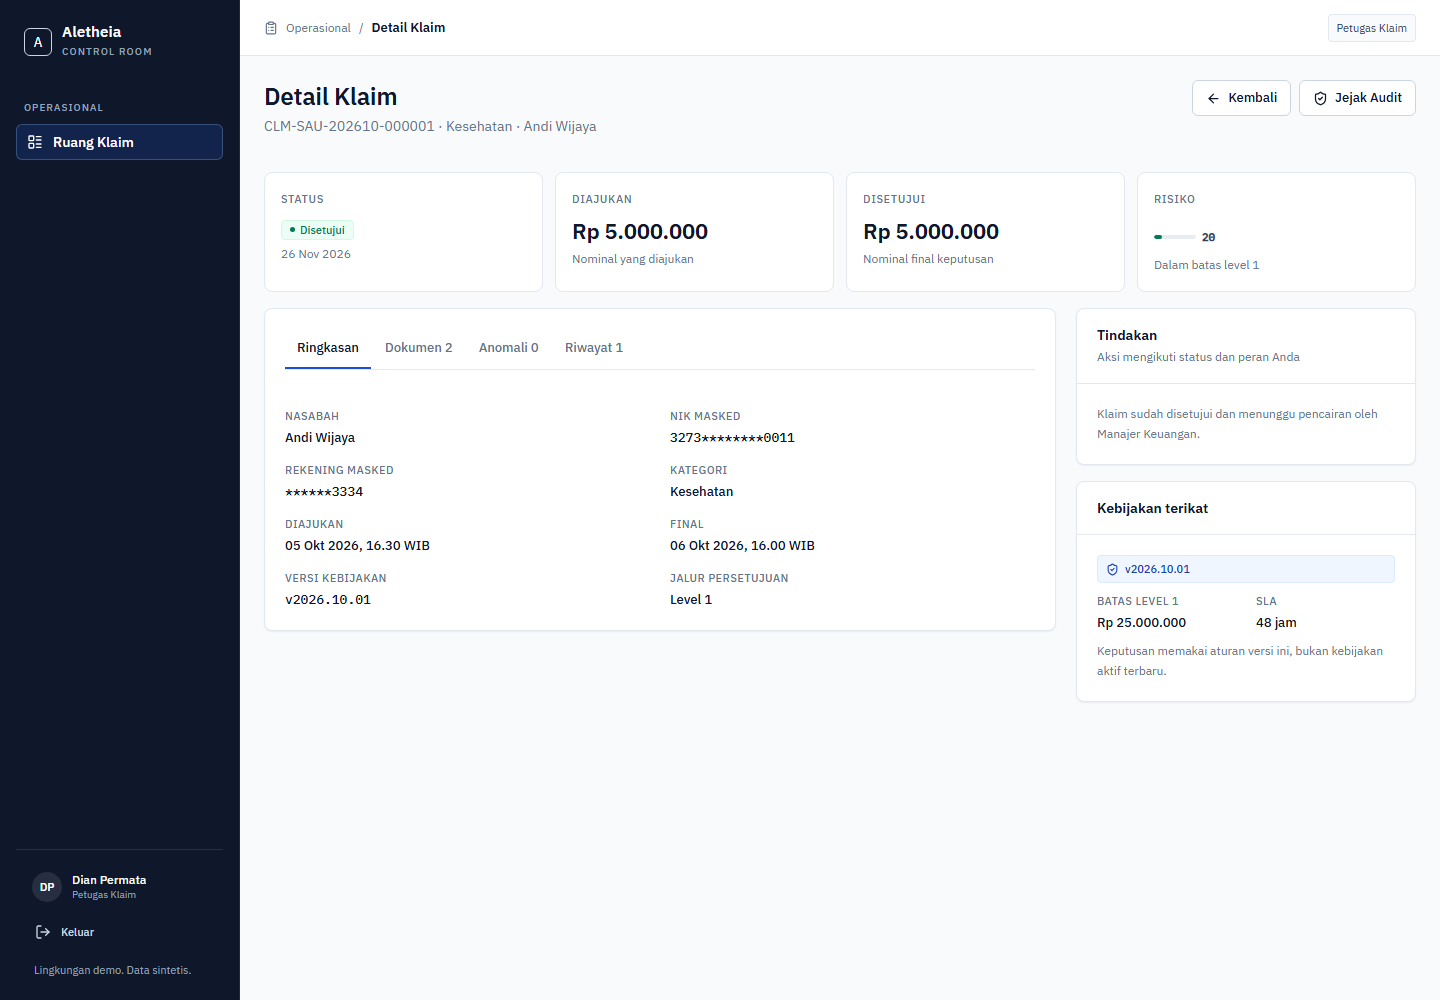 A
Aletheia
CONTROL ROOM
OPERASIONAL
Ruang Klaim
DP
Dian Permata
Petugas Klaim
Keluar
Lingkungan demo. Data sintetis.
Operasional / Detail Klaim
Petugas Klaim
Detail Klaim
CLM-SAU-202610-000001 · Kesehatan · Andi Wijaya
Kembali
Jejak Audit
STATUS
Disetujui
26 Nov 2026
DIAJUKAN
Rp 5.000.000
Nominal yang diajukan
DISETUJUI
Rp 5.000.000
Nominal final keputusan
RISIKO
20
Dalam batas level 1
Ringkasan
Dokumen 2
Anomali 0
Riwayat 1
NASABAH
Andi Wijaya
NIK MASKED
3273********0011
REKENING MASKED
******3334
KATEGORI
Kesehatan
DIAJUKAN
05 Okt 2026, 16.30 WIB
FINAL
06 Okt 2026, 16.00 WIB
VERSI KEBIJAKAN
v2026.10.01
JALUR PERSETUJUAN
Level 1
Tindakan
Aksi mengikuti status dan peran Anda
Klaim sudah disetujui dan menunggu pencairan oleh
Manajer Keuangan.
Kebijakan terikat
v2026.10.01
BATAS LEVEL 1
Rp 25.000.000
SLA
48 jam
Keputusan memakai aturan versi ini, bukan kebijakan
aktif terbaru.